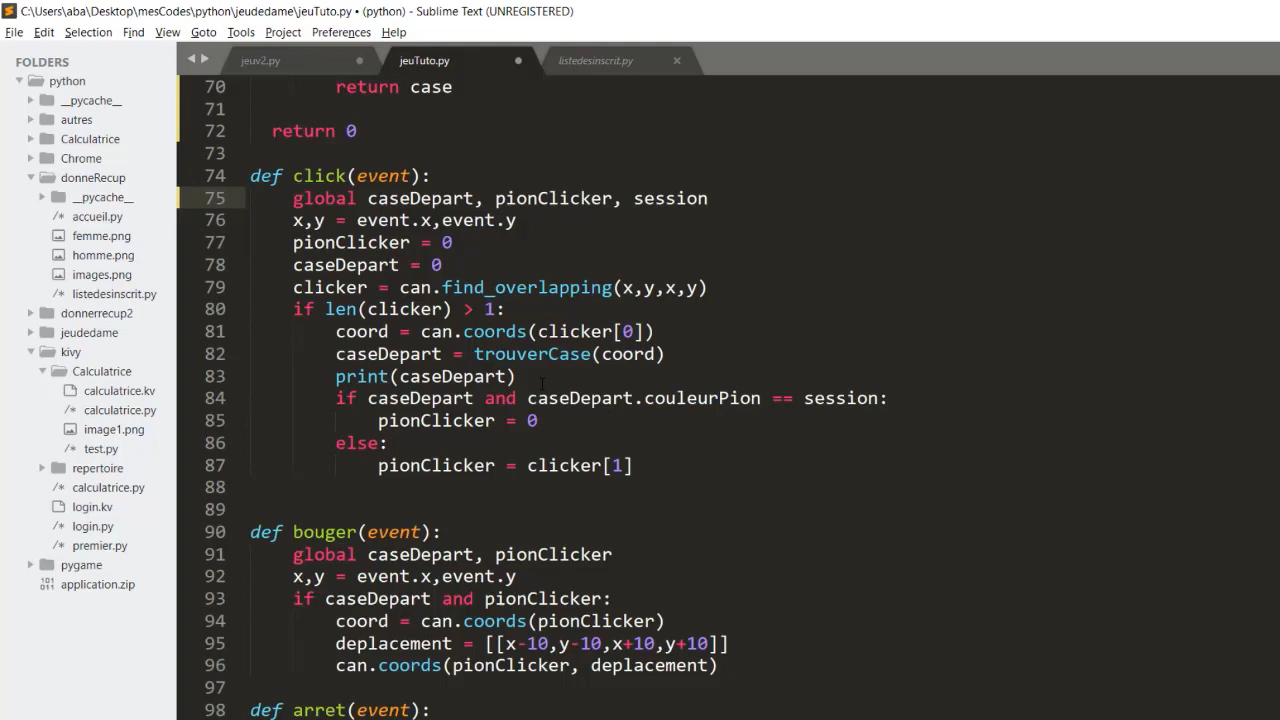 C:\Users\aba\Desktop\mesCodes\python\jeudedame\jeuTuto.py • (python) - Sublime Text (UNREGISTERED)
File Edit Selection Find View Goto Tools Project Preferences Help
FOLDERS
python
__pycache__
autres
Calculatrice
Chrome
donneRecup
__pycache__
/* accueil.py
femme.png
homme.png
images.png
/* listedesinscrit.py
donnerrecup2
jeudedame
kivy
Calculatrice
calculatrice.kv
/* calculatrice.py
image1.png
/* test.py
repertoire
/* calculatrice.py
login.kv
/* login.py
/* premier.py
pygame
application.zip
jeuv2.py jeuTuto.py listedesinscrit.py
70 return case
71
72 return 0
73
74 def click(event):
75 global caseDepart, pionClicker, session
76 x,y = event.x,event.y
77 pionClicker = 0
78 caseDepart = 0
79 clicker = can.find_overlapping(x,y,x,y)
80 if len(clicker) > 1:
81 coord = can.coords(clicker[0])
82 caseDepart = trouverCase(coord)
83 print(caseDepart)
84 if caseDepart and caseDepart.couleurPion == session:
85 pionClicker = 0
86 else:
87 pionClicker = clicker[1]
88
89
90 def bouger(event):
91 global caseDepart, pionClicker
92 x,y = event.x,event.y
93 if caseDepart and pionClicker:
94 coord = can.coords(pionClicker)
95 deplacement = [[x-10,y-10,x+10,y+10]]
96 can.coords(pionClicker, deplacement)
97
98 def arret(event):